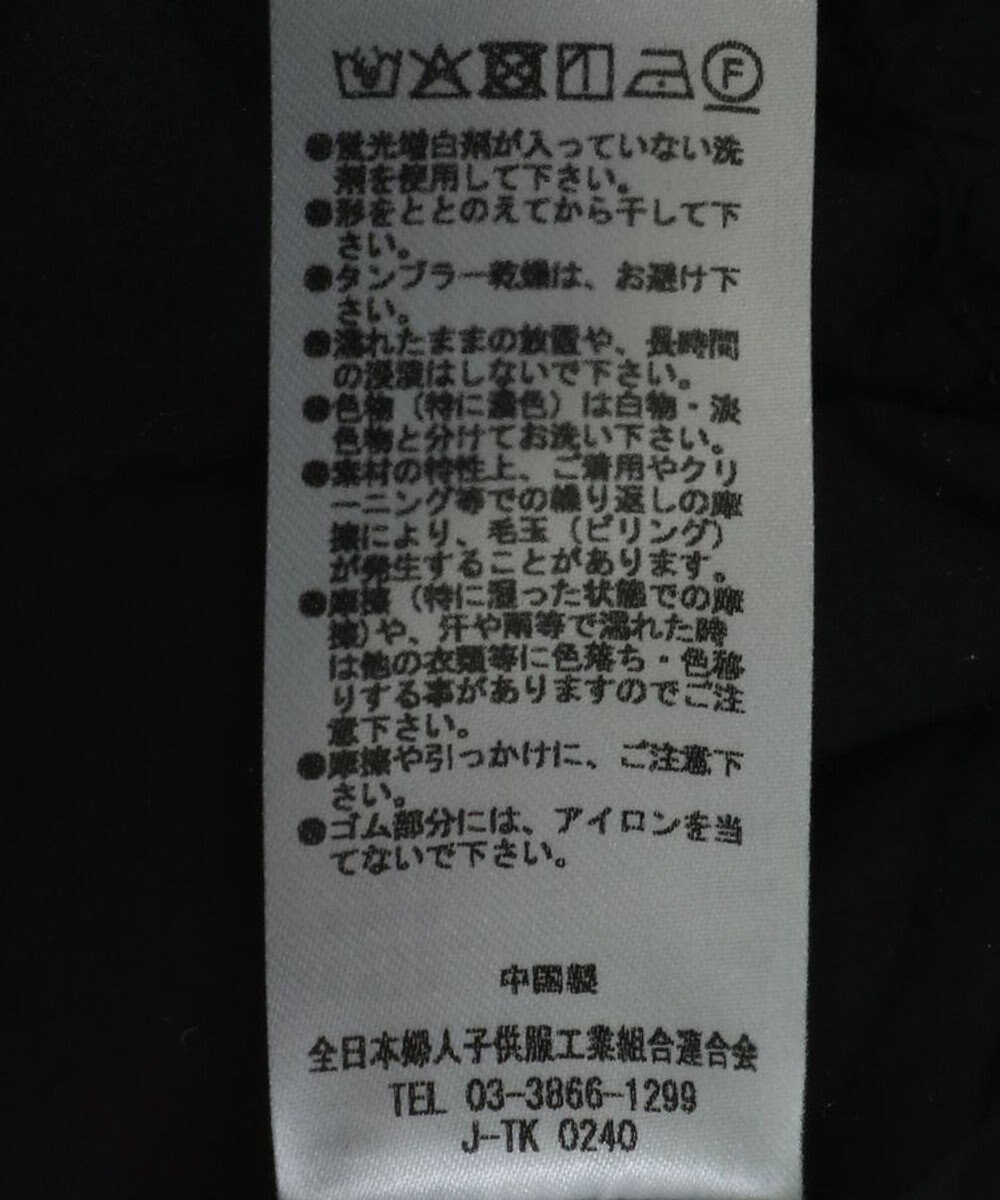 ●蛍光増白剤が入っていない洗
剤を使用して下さい。
●形をととのえてから干して下
さい。
●タンブラー乾燥は、お避け下
さい。
●濡れたままの放置や、長時間
の浸漬はしないで下さい。
●色物（特に濃色）は白物・淡
色物と分けてお洗い下さい。
●素材の特性上、ご着用やクリ
ーニング等での繰り返しの摩
擦により、毛玉（ピリング）
が発生することがあります。
●摩擦（特に湿った状態での摩
擦）や、汗や雨等で濡れた時
は他の衣類等に色落ち・色移
りする事がありますのでご注
意下さい。
●摩擦や引っかけに、ご注意下
さい。
●ゴム部分には、アイロンを当
てないで下さい。
中国製
全日本婦人子供服工業組合連合会
TEL 03-3866-1299
J-TK 0240